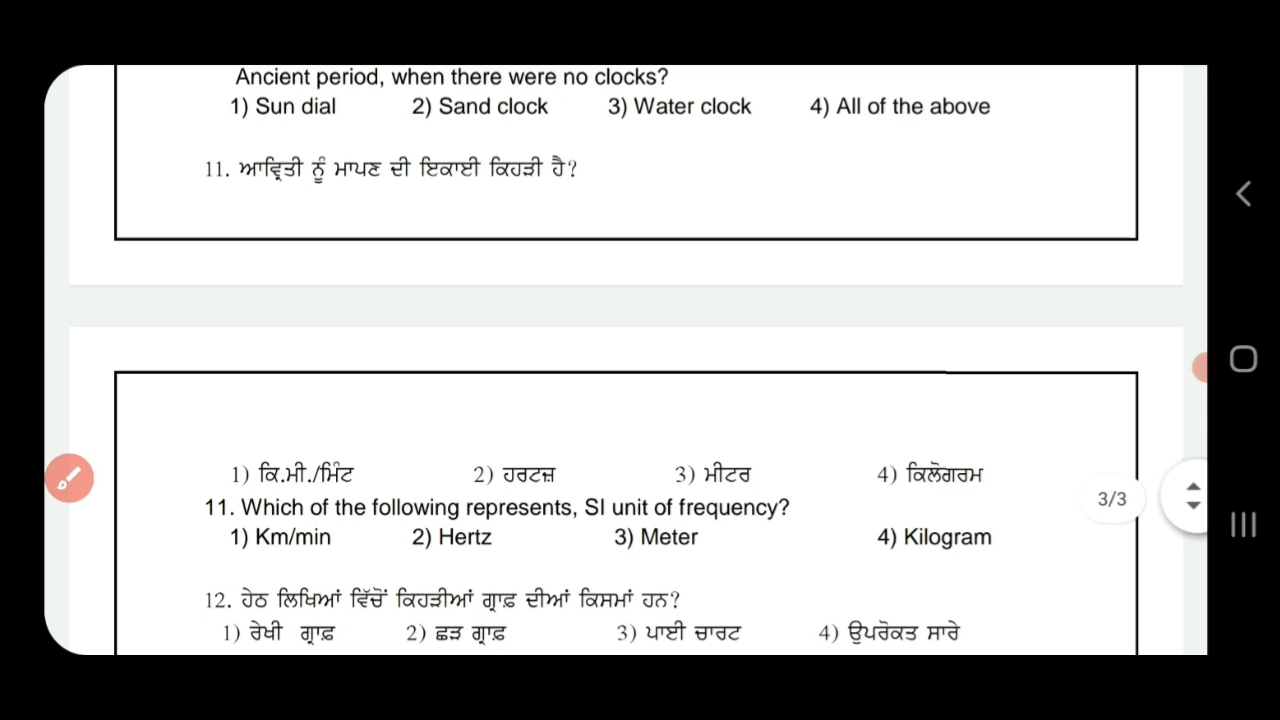 Ancient period, when there were no clocks?
1) Sun dial 2) Sand clock 3) Water clock 4) All of the above
11. ਆਵ੍ਰਿਤੀ ਨੂੰ ਮਾਪਣ ਦੀ ਇਕਾਈ ਕਿਹੜੀ ਹੈ?
1) ਕਿ.ਮੀ./ਮਿੰਟ 2) ਹਰਟਜ਼ 3) ਮੀਟਰ 4) ਕਿਲੋਗਰਮ
11. Which of the following represents, SI unit of frequency?
3/3
1) Km/min 2) Hertz 3) Meter 4) Kilogram
12. ਹੇਠ ਲਿਖਿਆਂ ਵਿੱਚੋਂ ਕਿਹੜੀਆਂ ਗ੍ਰਾਫ਼ ਦੀਆਂ ਕਿਸਮਾਂ ਹਨ?
1) ਰੇਖੀ ਗ੍ਰਾਫ਼ 2) ਛੜ ਗ੍ਰਾਫ਼ 3) ਪਾਈ ਚਾਰਟ 4) ਉਪਰੋਕਤ ਸਾਰੇ